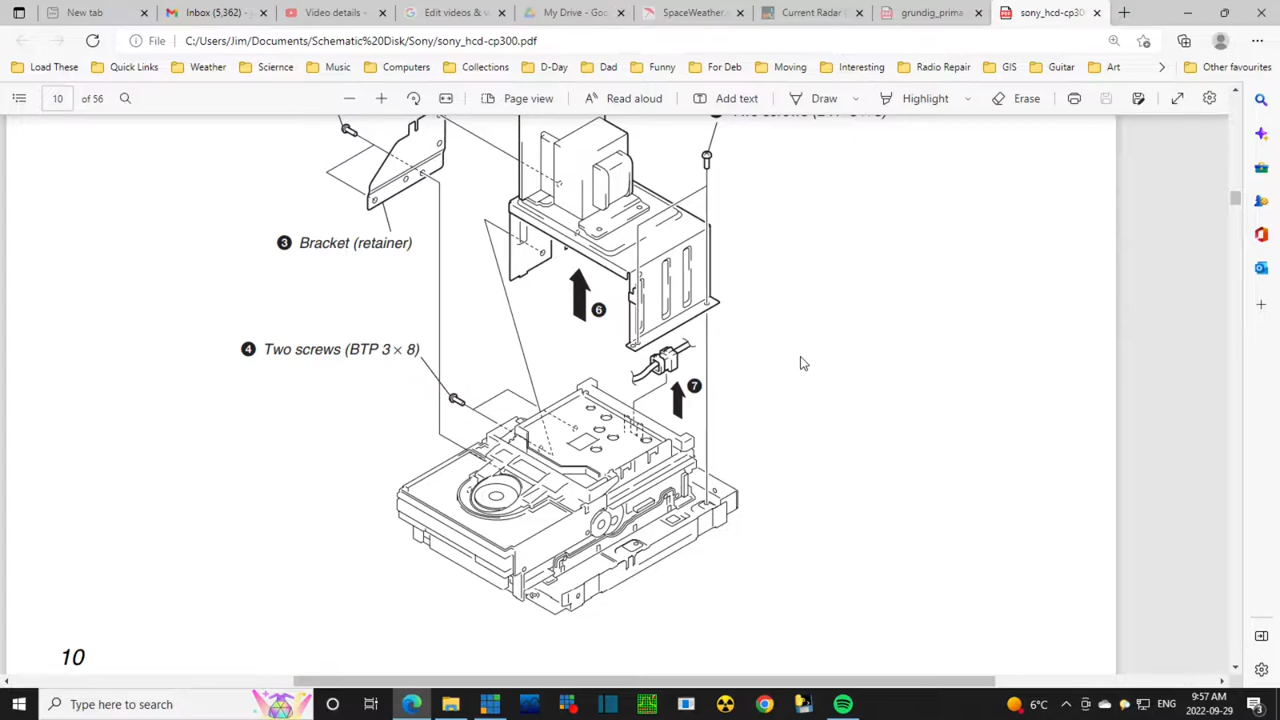 New tab
Inbox (5,362) -
Video details -
Edit videos & v
My Drive - Goo
SpaceWeather.
Current Radar
grundig_prima
sony_hcd-cp300
File
C:/Users/Jim/Documents/Schematic%20Disk/Sony/sony_hcd-cp300.pdf
Load These
Quick Links
Weather
Sciernce
Music
Computers
Collections
D-Day
Dad
Funny
For Deb
Moving
Interesting
Radio Repair
GIS
Guitar
Art
Other favourites
10 of 56
Page view
Read aloud
Add text
Draw
Highlight
Erase
3 Bracket (retainer)
6
4 Two screws (BTP 3 × 8)
7
10
Type here to search
6°C
ENG
9:57 AM
2022-09-29
3